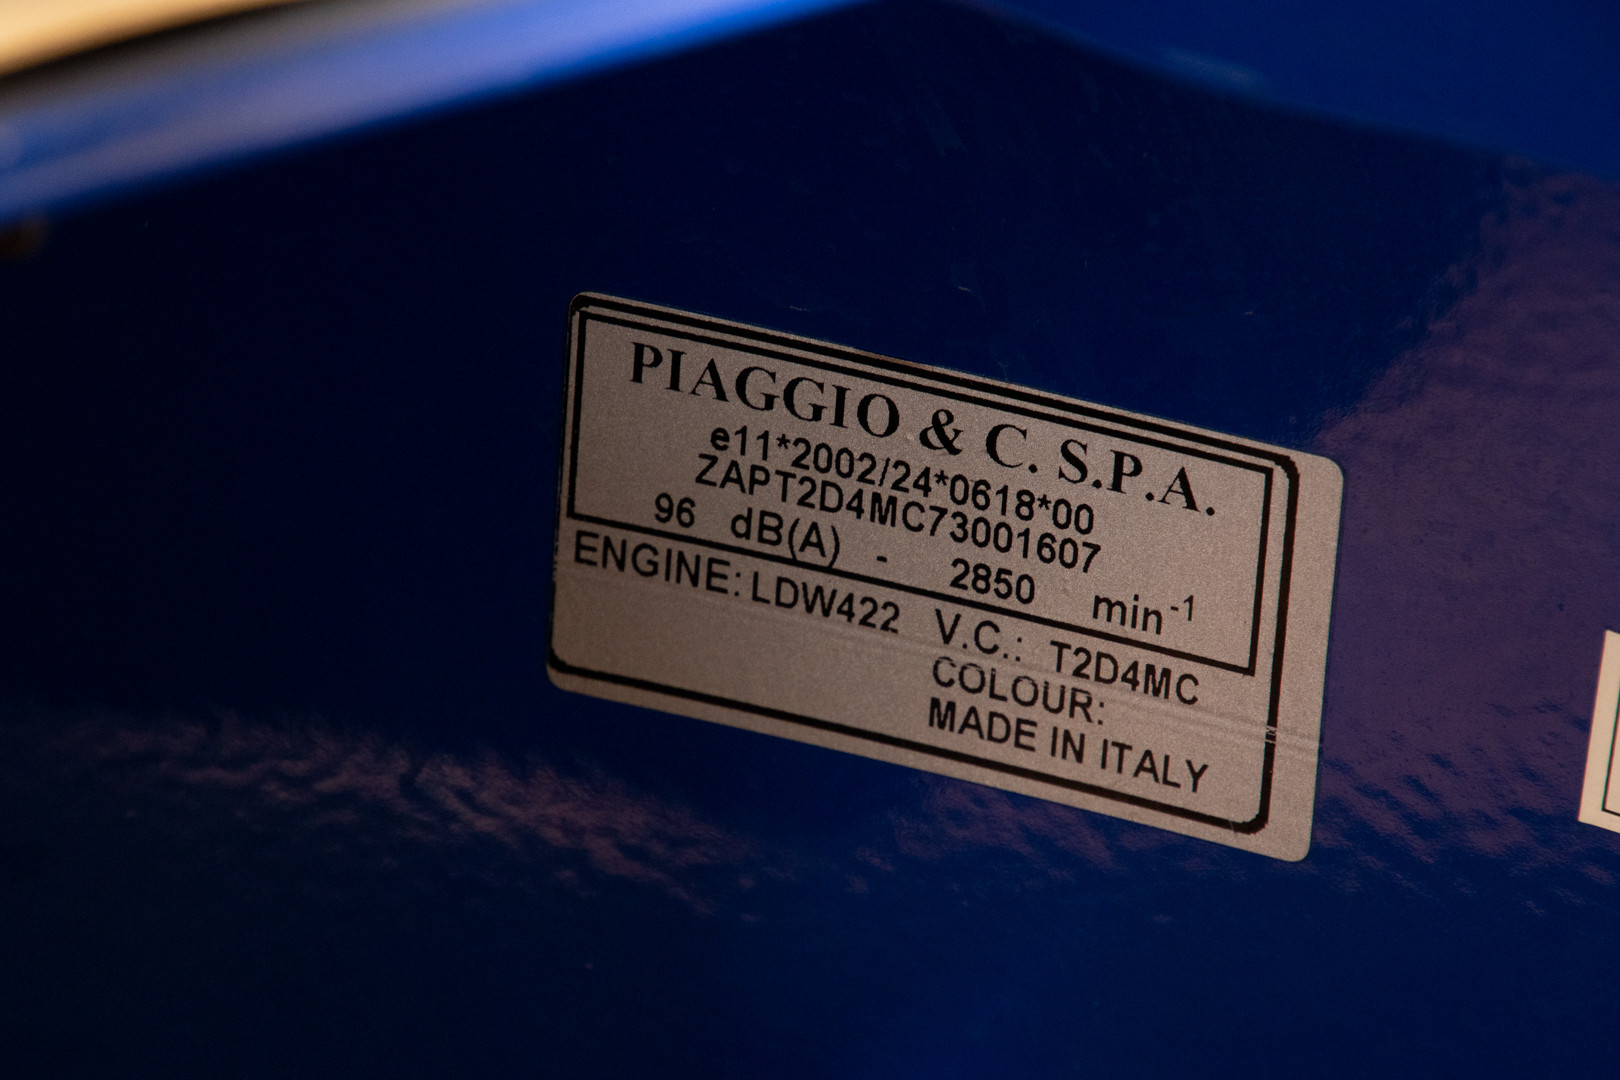 PIAGGIO & C. S.P.A.
e11*2002/24*0618*00
ZAPT2D4MC73001607
96 dB(A) - 2850 min-1
ENGINE: LDW422 V.C.: T2D4MC
COLOUR:
MADE IN ITALY